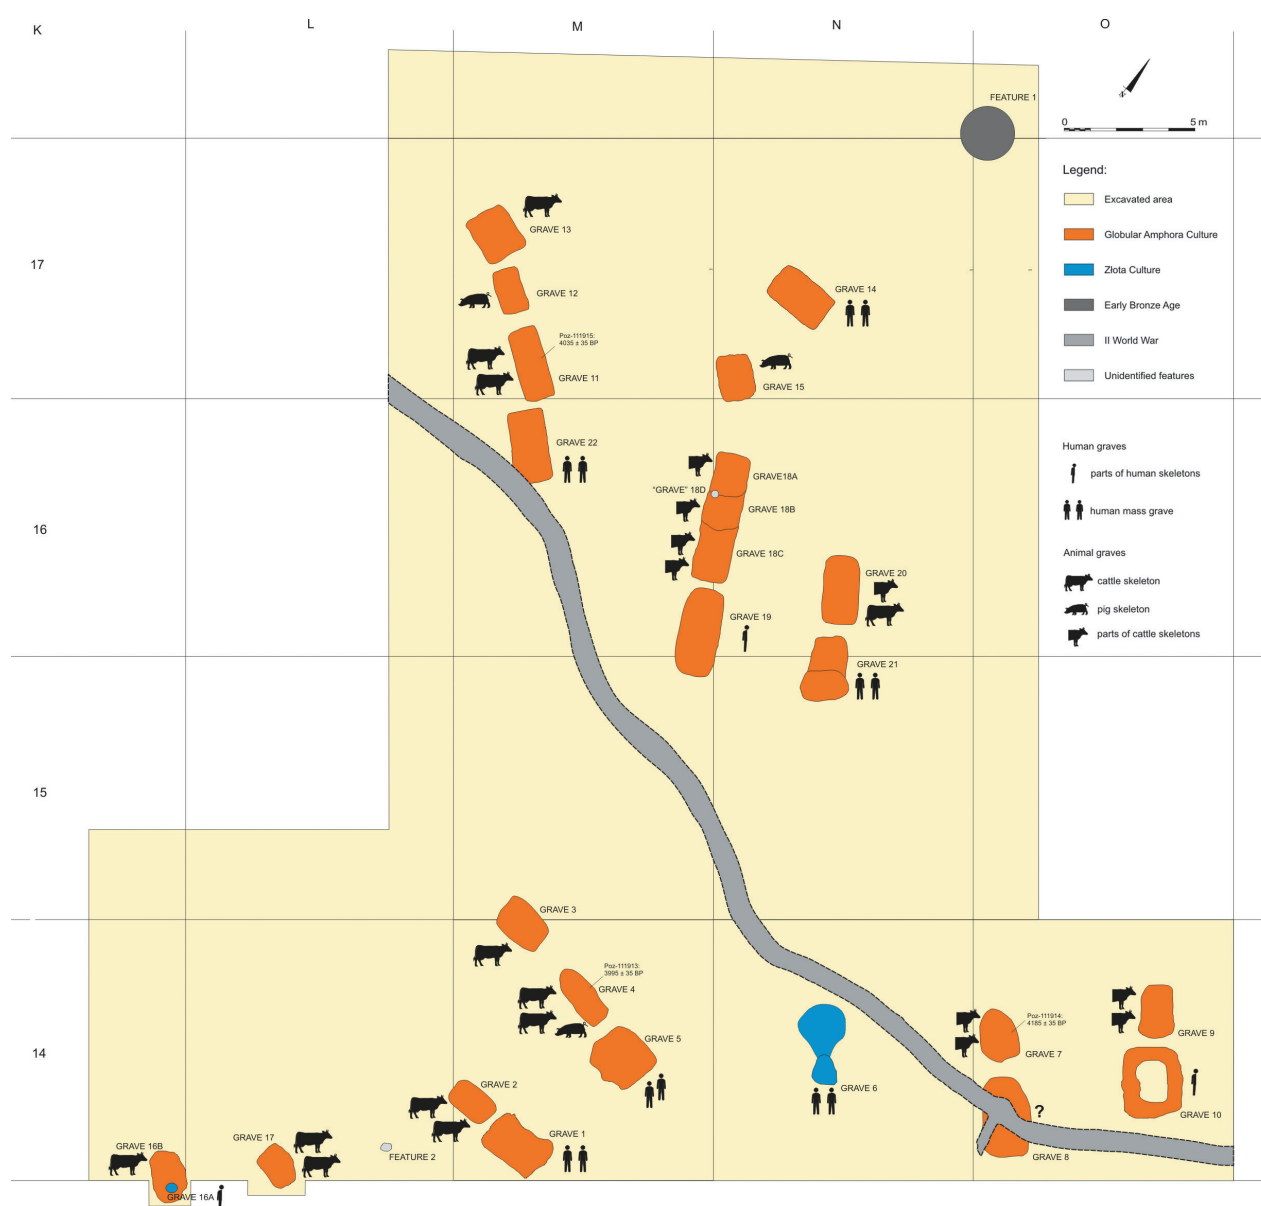 K
L
M
N
O
FEATURE 1
0
5 m
Legend:
Excavated area
Globular Amphora Culture
Złota Culture
Early Bronze Age
II World War
Unidentified features
Human graves
parts of human skeletons
human mass grave
Animal graves
cattle skeleton
pig skeleton
parts of cattle skeletons
17
GRAVE 13
GRAVE 12
Poz-111915:
4035 ± 35 BP
GRAVE 11
GRAVE 14
GRAVE 15
16
GRAVE 22
GRAVE18A
"GRAVE" 18D
GRAVE 18B
GRAVE 18C
GRAVE 19
GRAVE 20
GRAVE 21
15
14
GRAVE 3
Poz-111913:
3995 ± 35 BP
GRAVE 4
GRAVE 5
GRAVE 2
GRAVE 1
GRAVE 17
GRAVE 16B
GRAVE 16A
FEATURE 2
GRAVE 6
Poz-111914:
4185 ± 35 BP
GRAVE 7
?
GRAVE 8
GRAVE 9
GRAVE 10